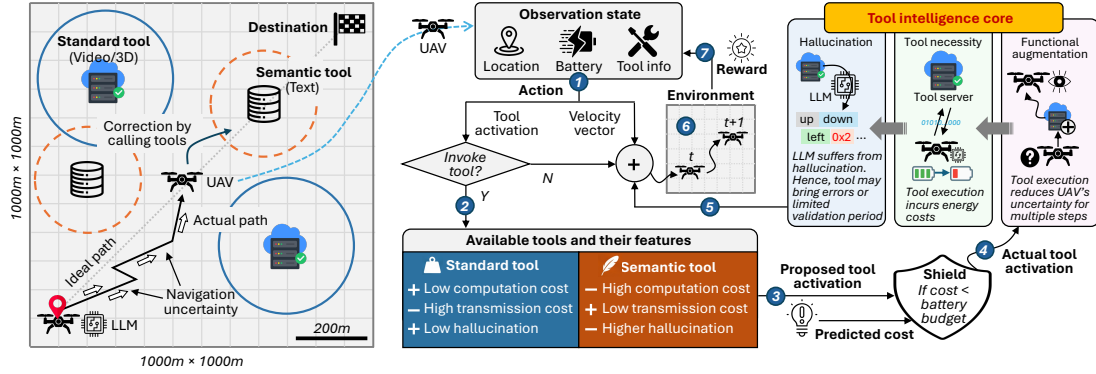 Destination
Standard tool
(Video/3D)
Semantic tool
(Text)
Correction by
calling tools
UAV
Actual path
Ideal path
Navigation
uncertainty
LLM
200m
1000m × 1000m
1000m × 1000m
UAV
Observation state
Location
Battery
Tool info
1
Action
Tool
activation
Velocity
vector
Invoke
tool?
N
Y
2
+
7
Reward
Environment
6
t
t+1
5
Available tools and their features
Standard tool
+ Low computation cost
− High transmission cost
+ Low hallucination
Semantic tool
− High computation cost
+ Low transmission cost
− Higher hallucination
3
Proposed tool
activation
Predicted cost
Shield
If cost <
battery
budget
4
Actual tool
activation
Tool intelligence core
Hallucination
LLM
up down
left 0x2 ...
LLM suffers from
hallucination.
Hence, tool may
bring errors or
limited
validation period
Tool necessity
Tool server
Tool execution
incurs energy
costs
Functional
augmentation
?
Tool execution
reduces UAV's
uncertainty for
multiple steps